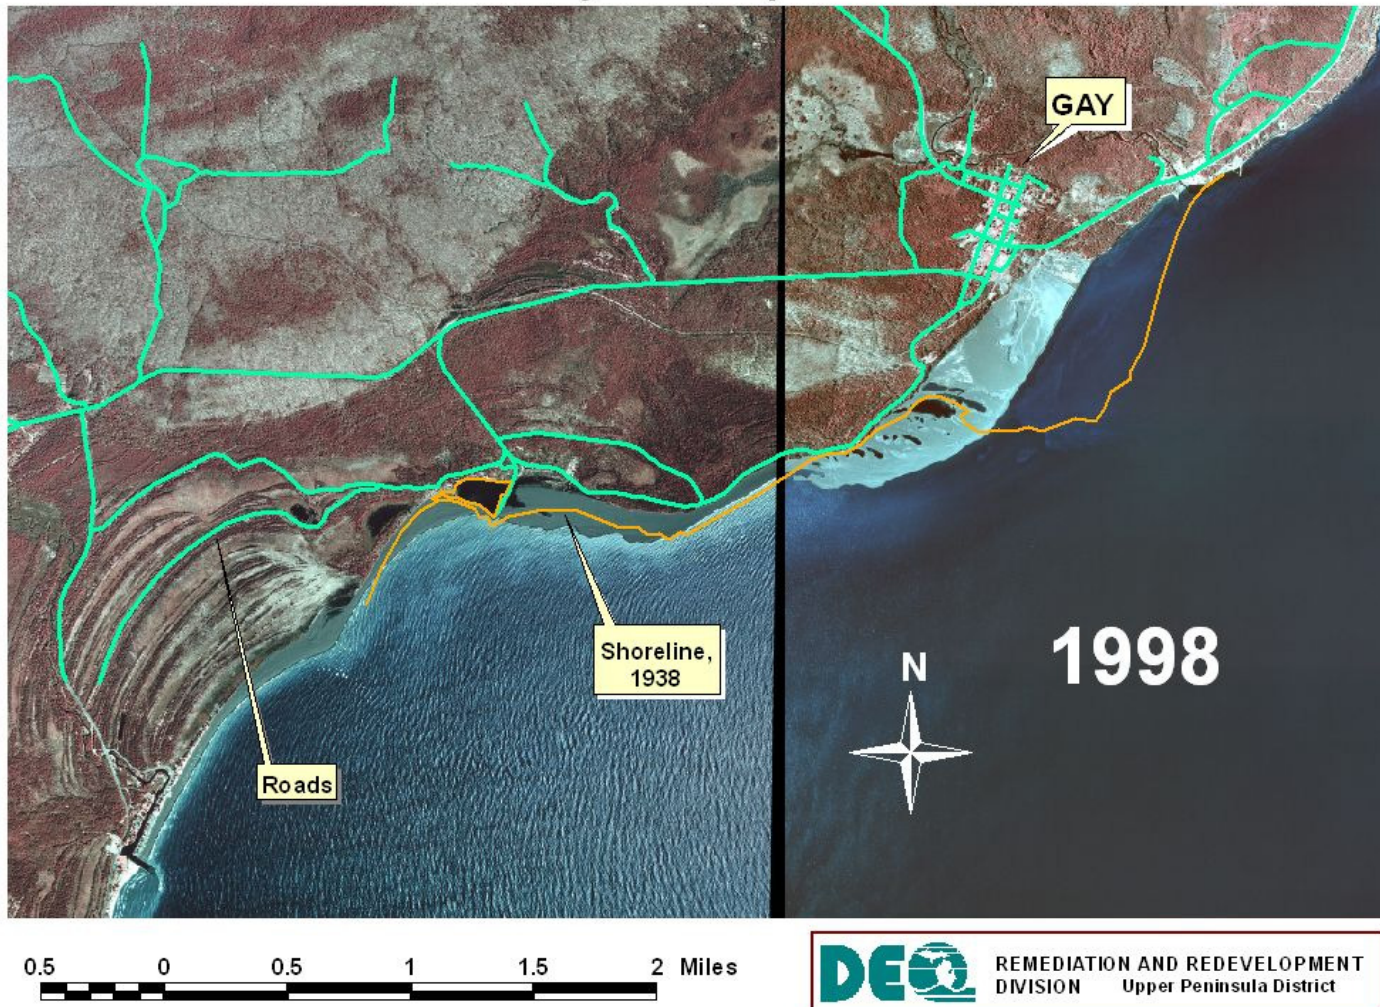 GAY
Shoreline,
1938
Roads
N
1998
0.5 0 0.5 1 1.5 2 Miles
DEQ
REMEDIATION AND REDEVELOPMENT
DIVISION Upper Peninsula District